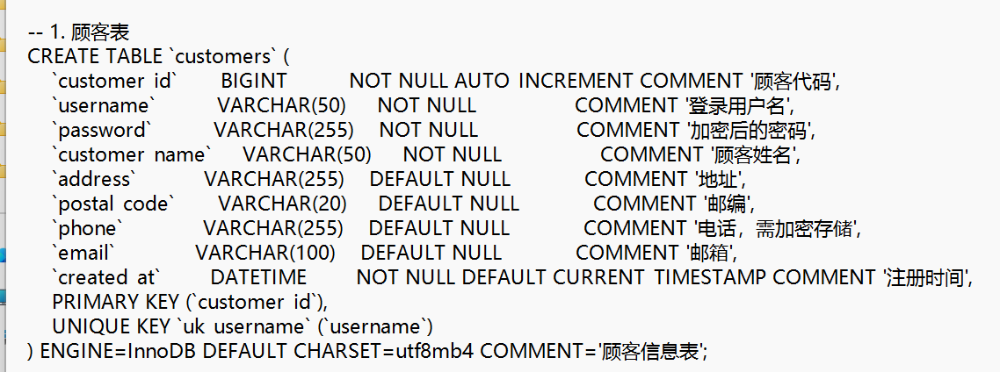 -- 1. 顾客表
CREATE TABLE `customers` (
`customer id` BIGINT NOT NULL AUTO INCREMENT COMMENT '顾客代码',
`username` VARCHAR(50) NOT NULL COMMENT '登录用户名',
`password` VARCHAR(255) NOT NULL COMMENT '加密后的密码',
`customer name` VARCHAR(50) NOT NULL COMMENT '顾客姓名',
`address` VARCHAR(255) DEFAULT NULL COMMENT '地址',
`postal code` VARCHAR(20) DEFAULT NULL COMMENT '邮编',
`phone` VARCHAR(255) DEFAULT NULL COMMENT '电话，需加密存储',
`email` VARCHAR(100) DEFAULT NULL COMMENT '邮箱',
`created at` DATETIME NOT NULL DEFAULT CURRENT TIMESTAMP COMMENT '注册时间',
PRIMARY KEY (`customer id`),
UNIQUE KEY `uk username` (`username`)
) ENGINE=InnoDB DEFAULT CHARSET=utf8mb4 COMMENT='顾客信息表';